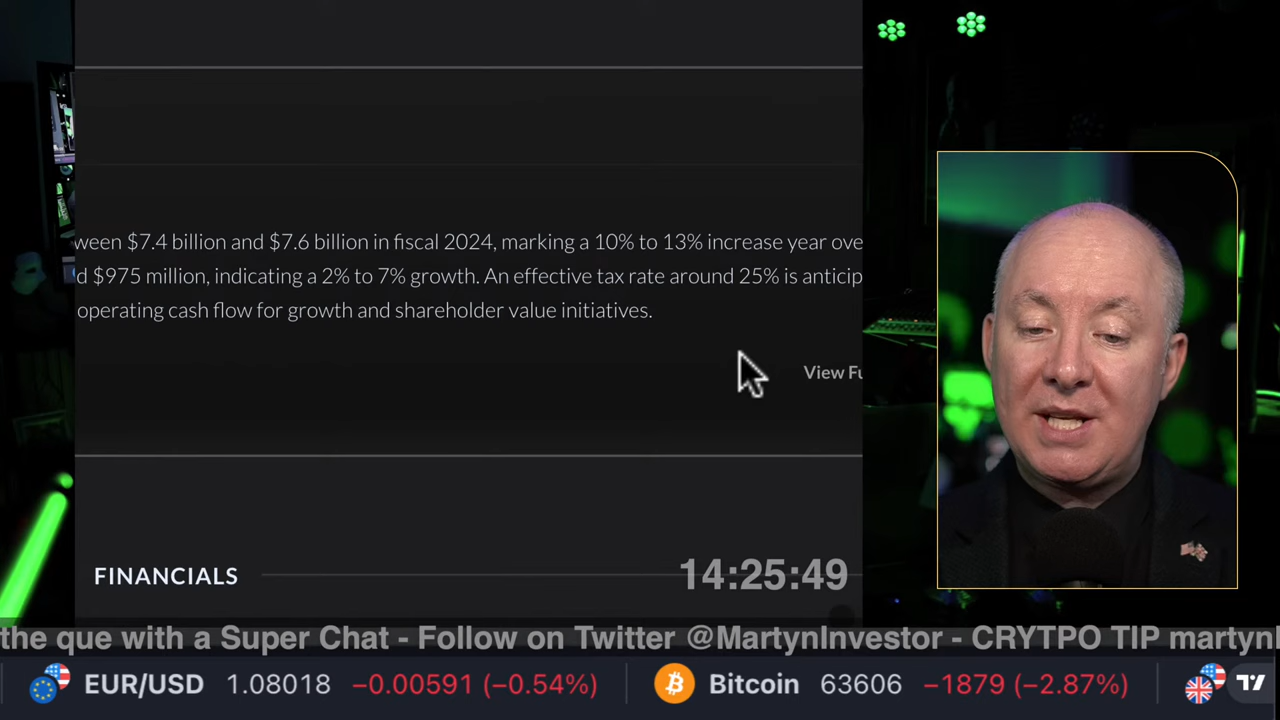 ween $7.4 billion and $7.6 billion in fiscal 2024, marking a 10% to 13% increase year ove
d $975 million, indicating a 2% to 7% growth. An effective tax rate around 25% is anticip
operating cash flow for growth and shareholder value initiatives.
View Fu
FINANCIALS
14:25:49
the que with a Super Chat - Follow on Twitter @MartynInvestor - CRYTPO TIP martynl
EUR/USD 1.08018 −0.00591 (−0.54%) Bitcoin 63606 −1879 (−2.87%)